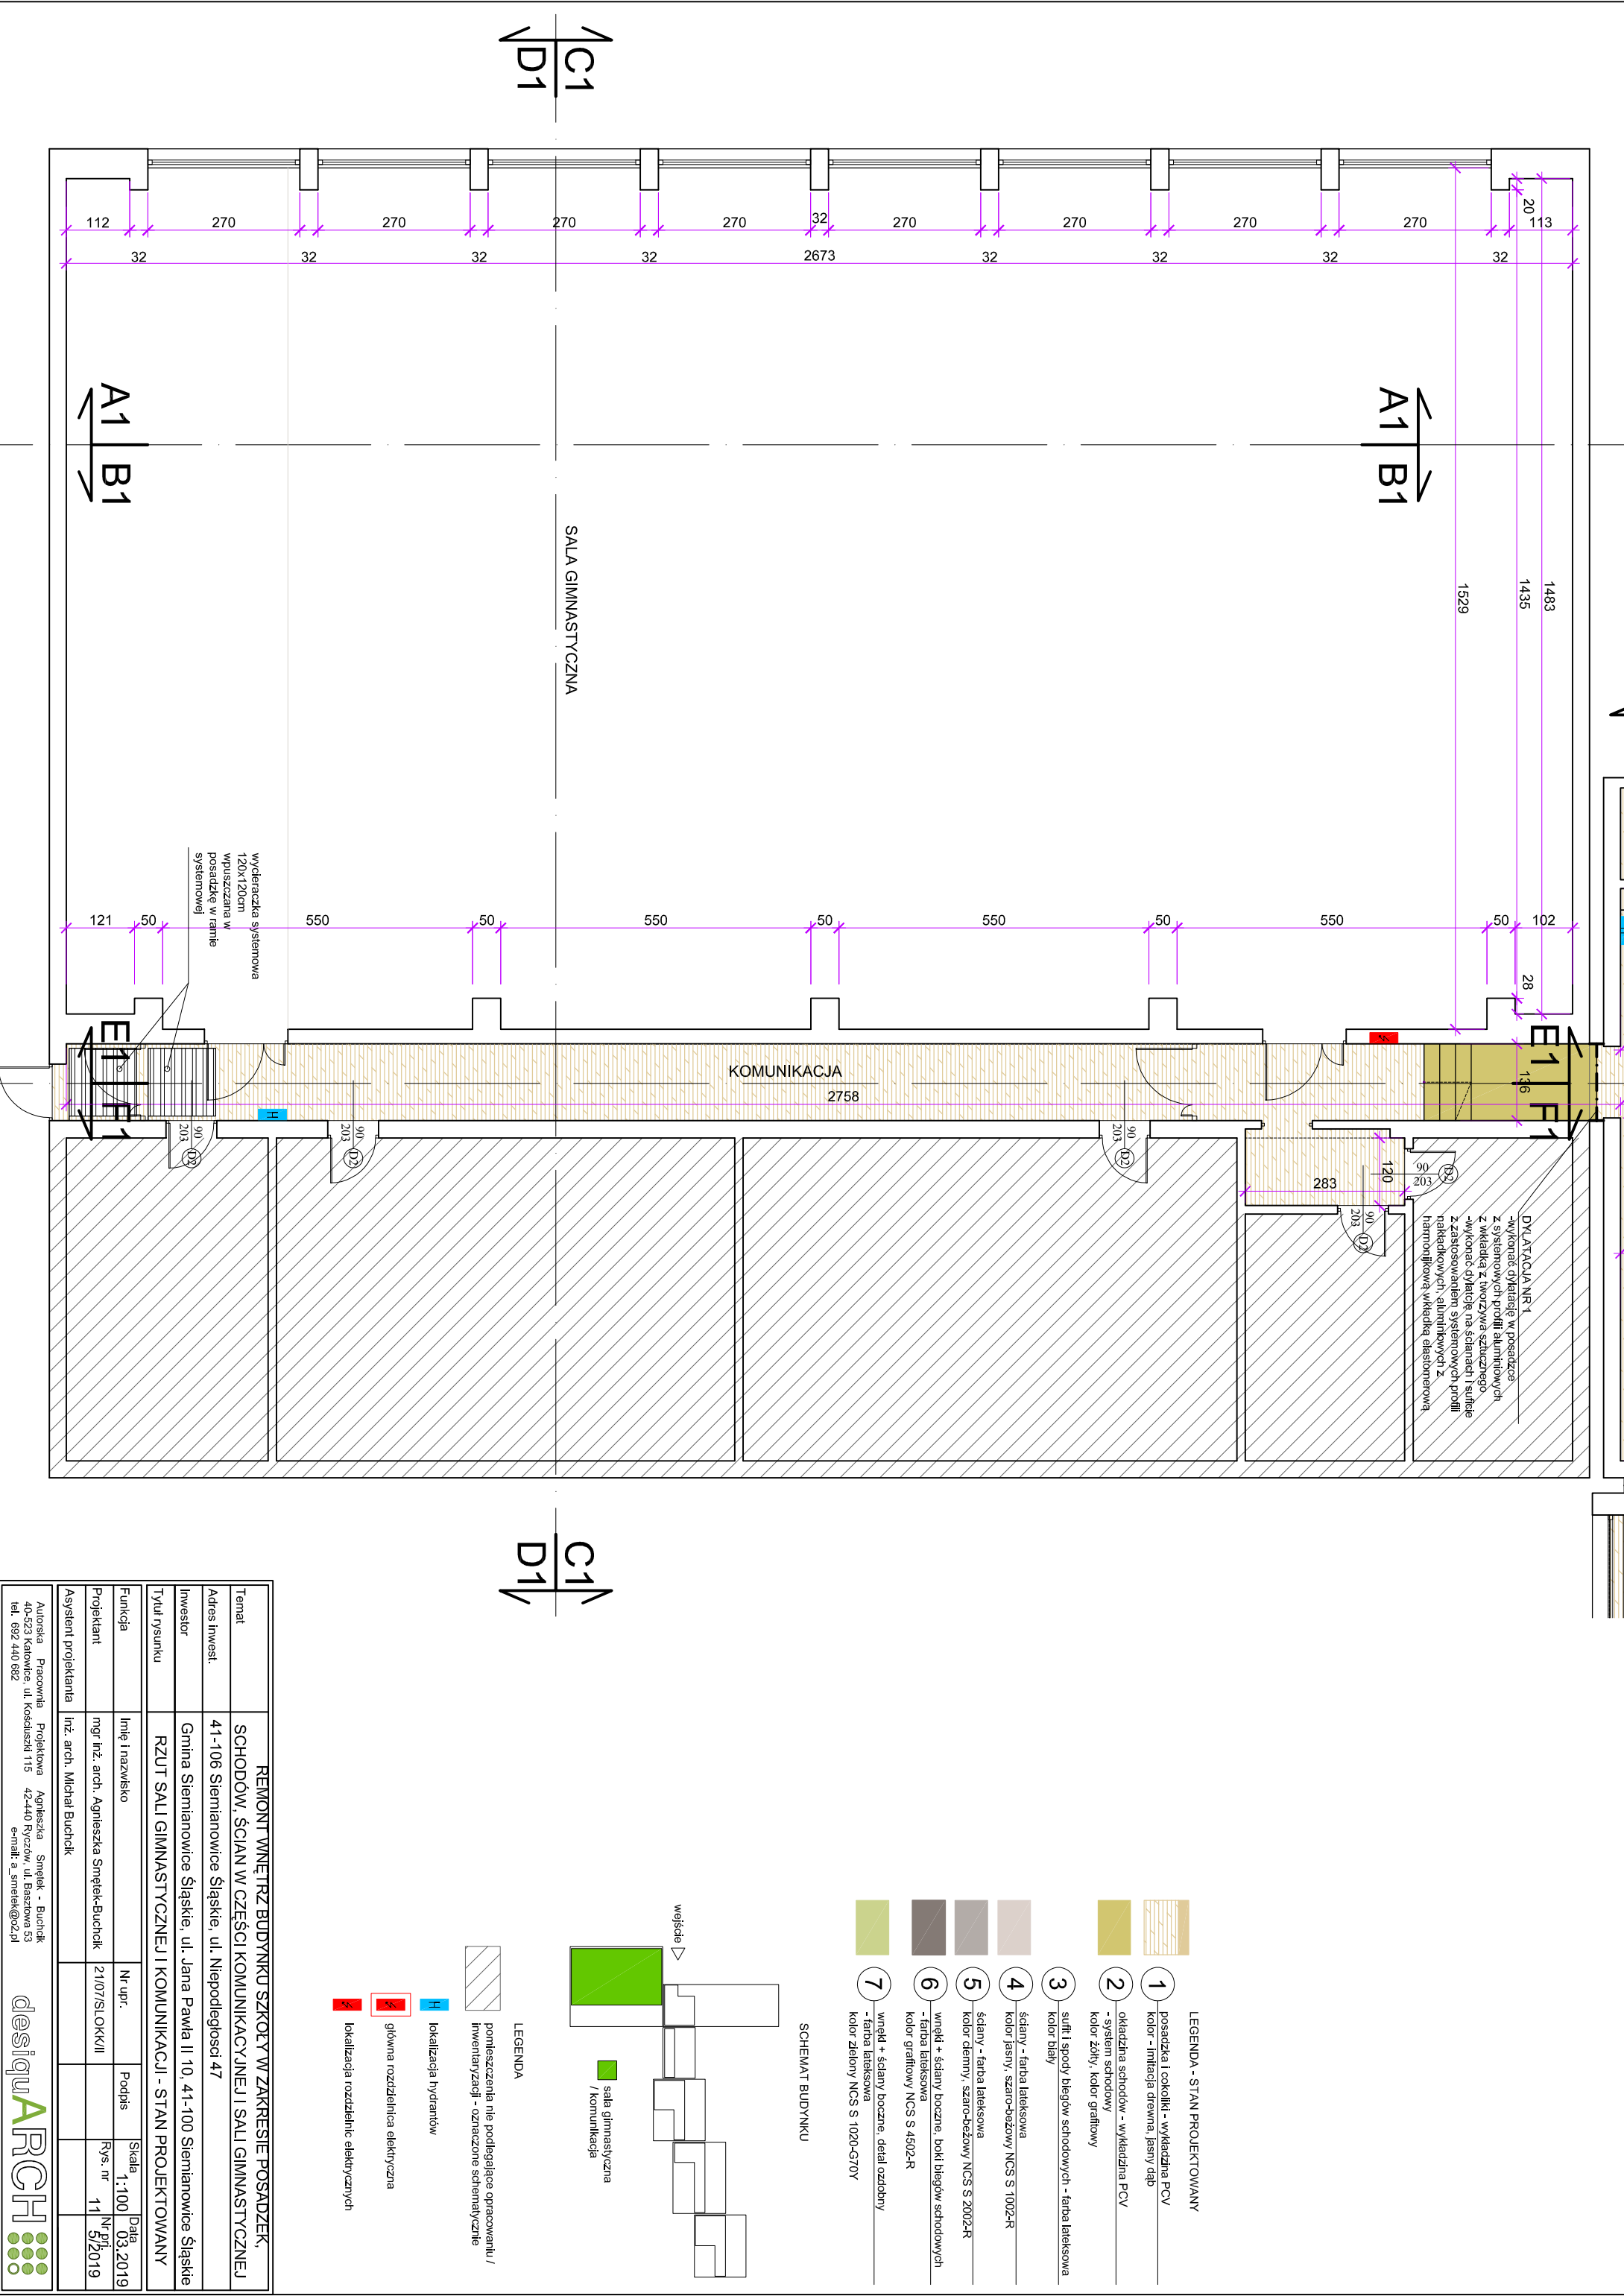 C1
D1
112
270
270
270
270
32
270
270
270
270
20
113
32
32
32
32
2673
32
32
32
32
A1
B1
A1
B1
1529
1435
1483
SALA GIMNASTYCZNA
wycieraczka systemowa
120x120cm
wpuszczana w
posadzkę w ramie
systemowej
121
50
550
50
550
50
550
50
550
50
102
28
E1
F1
KOMUNIKACJA
2758
136
E1
F1
H
90
203
D2
90
203
D2
90
203
D2
120
283
90
203
D2
90
203
D2
DYLATACJA NR 1
-wykonać dylatację w posadzce
z systemowych profili aluminiowych
z wkładką z tworzywa sztucznego
-wykonać dylatcję na ścianach i suficie
z zastosowaniem systemowych profili
nakładkowych, aluminiowych z
harmonijkową wkładką elastomerową
C1
D1
LEGENDA - STAN PROJEKTOWANY
1
posadzka i cokoliki - wykładzina PCV
kolor - imitacja drewna, jasny dąb
2
okładzina schodów - wykładzina PCV
- system schodowy
kolor żółty, kolor grafitowy
3
sufit i spody biegów schodowych - farba lateksowa
kolor biały
4
ściany - farba lateksowa
kolor jasny, szaro-beżowy NCS S 1002-R
5
ściany - farba lateksowa
kolor ciemny, szaro-beżowy NCS S 2002-R
6
wnęki + ściany boczne, boki biegów schodowych
- farba lateksowa
kolor grafitowy NCS S 4502-R
7
wnęki + ściany boczne, detal ozdobny
- farba lateksowa
kolor zielony NCS S 1020-G70Y
SCHEMAT BUDYNKU
wejście
sala gimnastyczna
/ komunikacja
LEGENDA
pomieszczenia nie podlegające opracowaniu /
inwentaryzacji - oznaczone schematycznie
H
lokalizacja hydrantów
główna rozdzielnica elektryczna
lokalizacja rozdzielnic elektrycznych
Temat
REMONT WNĘTRZ BUDYNKU SZKOŁY W ZAKRESIE POSADZEK,
SCHODÓW, ŚCIAN W CZĘŚCI KOMUNIKACYJNEJ I SALI GIMNASTYCZNEJ
Adres inwest.
41-106 Siemianowice Śląskie, ul. Niepodległosci 47
Inwestor
Gmina Siemianowice Śląskie, ul. Jana Pawła II 10, 41-100 Siemianowice Śląskie
Tytuł rysunku
RZUT SALI GIMNASTYCZNEJ I KOMUNIKACJI - STAN PROJEKTOWANY
Funkcja
Imię i nazwisko
Nr upr.
Podpis
Skala
1:100
Data
03.2019
Projektant
mgr inż. arch. Agnieszka Smętek-Buchcik
21/07/SLOKK/II
Rys. nr
11
Nr prj.
5/2019
Asystent projektanta
inż. arch. Michał Buchcik
Autorska Pracownia Projektowa Agnieszka Smętek - Buchcik
40-523 Katowice, ul. Kościuszki 115 42-440 Ryczów, ul. Basztowa 53
tel. 692 440 682 e-mail: a_smetek@o2.pl
desiquARCH